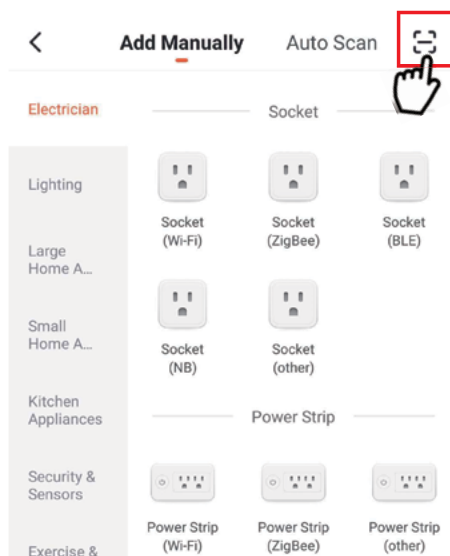 Add Manually Auto Scan
Electrician
Lighting
Large
Home A...
Small
Home A...
Kitchen
Appliances
Security &
Sensors
Exercise &
Socket
Socket
(Wi-Fi)
Socket
(ZigBee)
Socket
(BLE)
Socket
(NB)
Socket
(other)
Power Strip
Power Strip
(Wi-Fi)
Power Strip
(ZigBee)
Power Strip
(other)